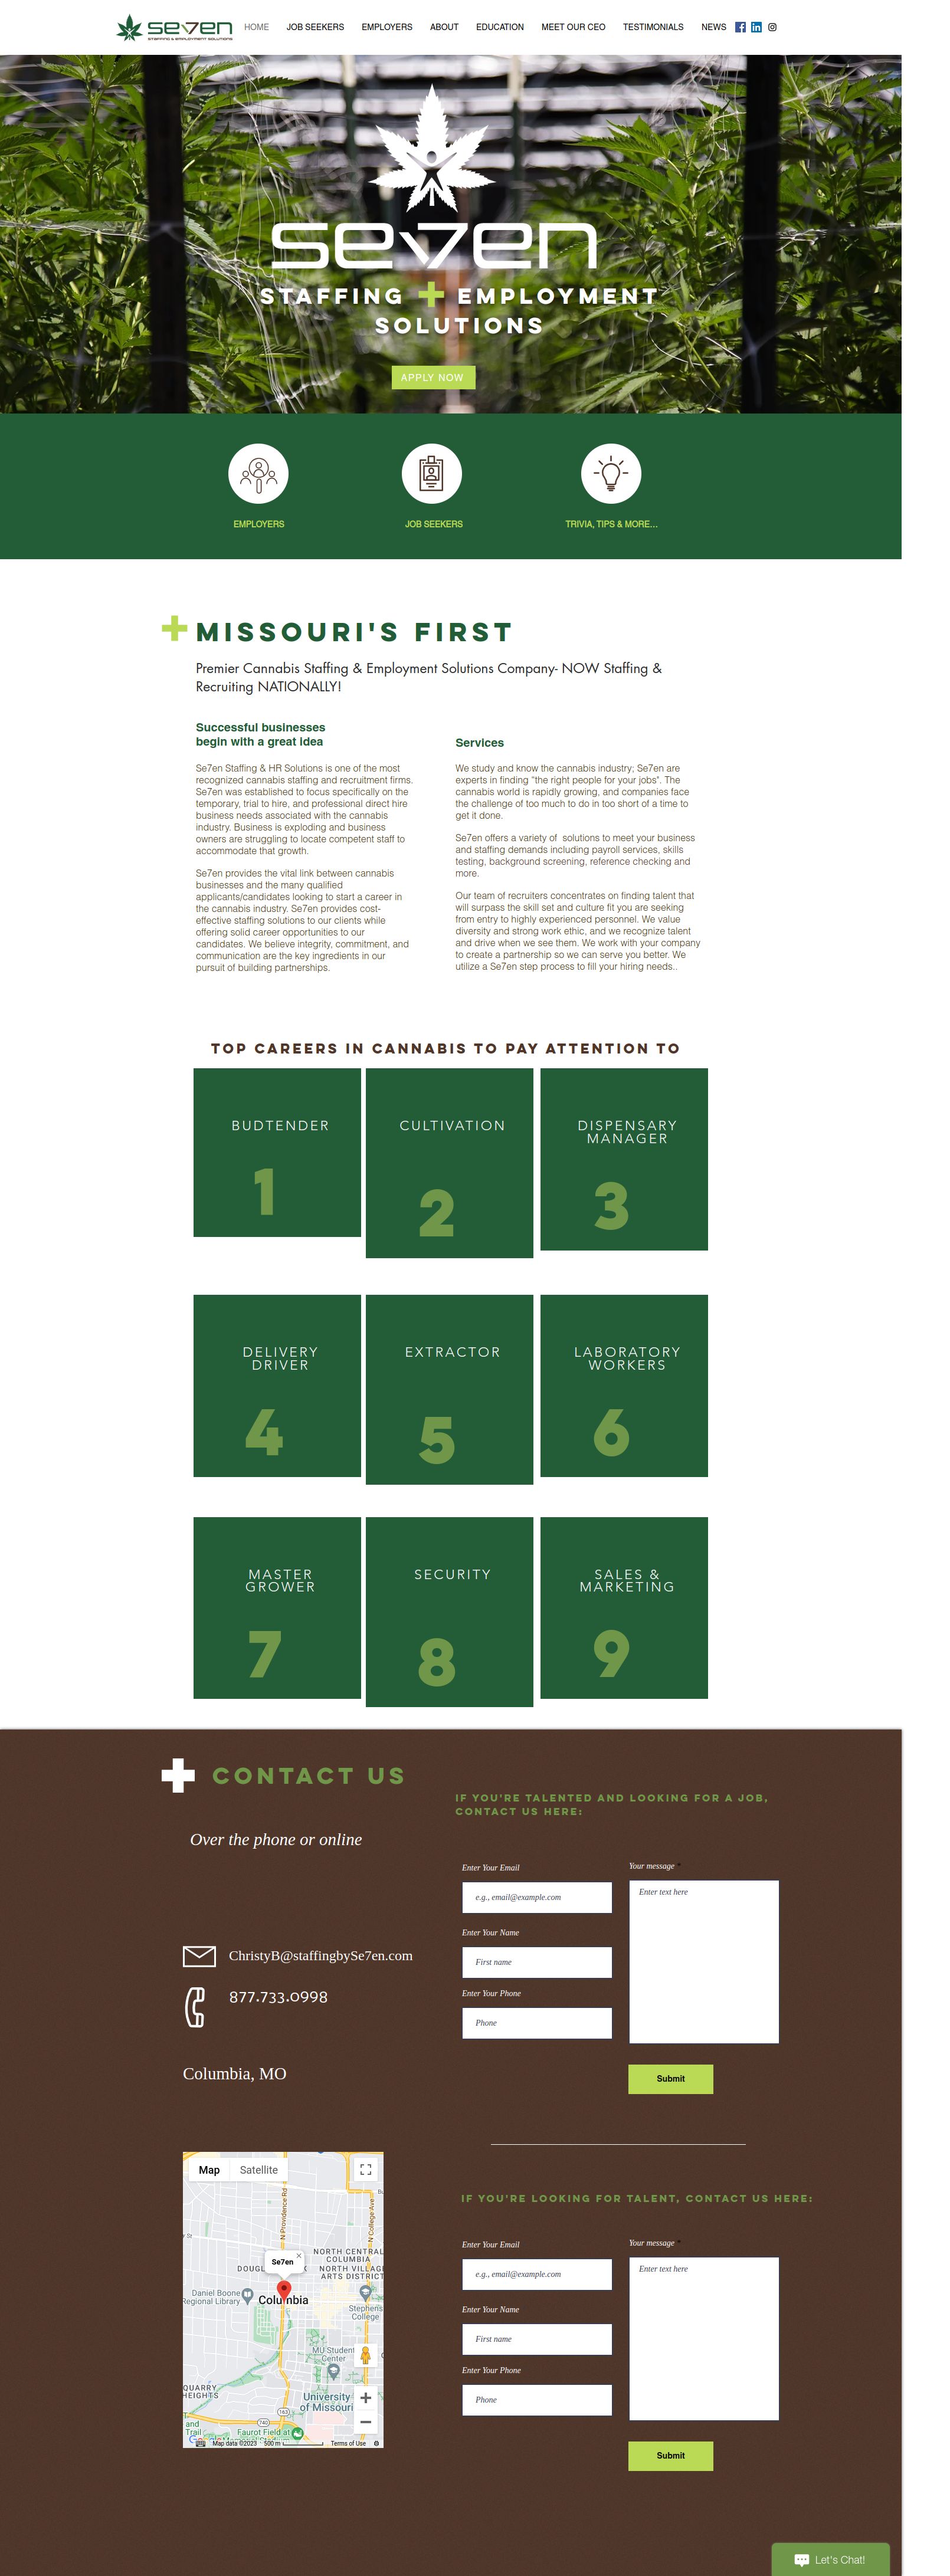 se7en
STAFFING & EMPLOYMENT SOLUTIONS
HOME JOB SEEKERS EMPLOYERS ABOUT EDUCATION MEET OUR CEO TESTIMONIALS NEWS
se7en
STAFFING + EMPLOYMENT
SOLUTIONS
APPLY NOW
EMPLOYERS
JOB SEEKERS
TRIVIA, TIPS & MORE...
MISSOURI'S FIRST
Premier Cannabis Staffing & Employment Solutions Company- NOW Staffing &
Recruiting NATIONALLY!
Successful businesses
begin with a great idea
Se7en Staffing & HR Solutions is one of the most
recognized cannabis staffing and recruitment firms.
Se7en was established to focus specifically on the
temporary, trial to hire, and professional direct hire
business needs associated with the cannabis
industry. Business is exploding and business
owners are struggling to locate competent staff to
accommodate that growth.
Se7en provides the vital link between cannabis
businesses and the many qualified
applicants/candidates looking to start a career in
the cannabis industry. Se7en provides cost-
effective staffing solutions to our clients while
offering solid career opportunities to our
candidates. We believe integrity, commitment, and
communication are the key ingredients in our
pursuit of building partnerships.
Services
We study and know the cannabis industry; Se7en are
experts in finding "the right people for your jobs". The
cannabis world is rapidly growing, and companies face
the challenge of too much to do in too short of a time to
get it done.
Se7en offers a variety of  solutions to meet your business
and staffing demands including payroll services, skills
testing, background screening, reference checking and
more.
Our team of recruiters concentrates on finding talent that
will surpass the skill set and culture fit you are seeking
from entry to highly experienced personnel. We value
diversity and strong work ethic, and we recognize talent
and drive when we see them. We work with your company
to create a partnership so we can serve you better. We
utilize a Se7en step process to fill your hiring needs..
TOP CAREERS IN CANNABIS TO PAY ATTENTION TO
BUDTENDER
1
CULTIVATION
2
DISPENSARY
MANAGER
3
DELIVERY
DRIVER
4
EXTRACTOR
5
LABORATORY
WORKERS
6
MASTER
GROWER
7
SECURITY
8
SALES &
MARKETING
9
CONTACT US
Over the phone or online
ChristyB@staffingbySe7en.com
877.733.0998
Columbia, MO
IF YOU'RE TALENTED AND LOOKING FOR A JOB,
CONTACT US HERE:
Enter Your Email
e.g., email@example.com
Enter Your Name
First name
Enter Your Phone
Phone
Your message *
Enter text here
Submit
Map Satellite
N Providence Rd
N College Ave
NORTH CENTRAL
COLUMBIA
NORTH VILLAGE
ARTS DISTRICT
Se7en
Daniel Boone
Regional Library
Columbia
Stephens
College
MU Student
Center
QUARRY
HEIGHTS
University
of Missouri
163
740
and
Trail
Faurot Field at
Map data ©2023 500 m Terms of Use
IF YOU'RE LOOKING FOR TALENT, CONTACT US HERE:
Enter Your Email
e.g., email@example.com
Enter Your Name
First name
Enter Your Phone
Phone
Your message *
Enter text here
Submit
Let's Chat!